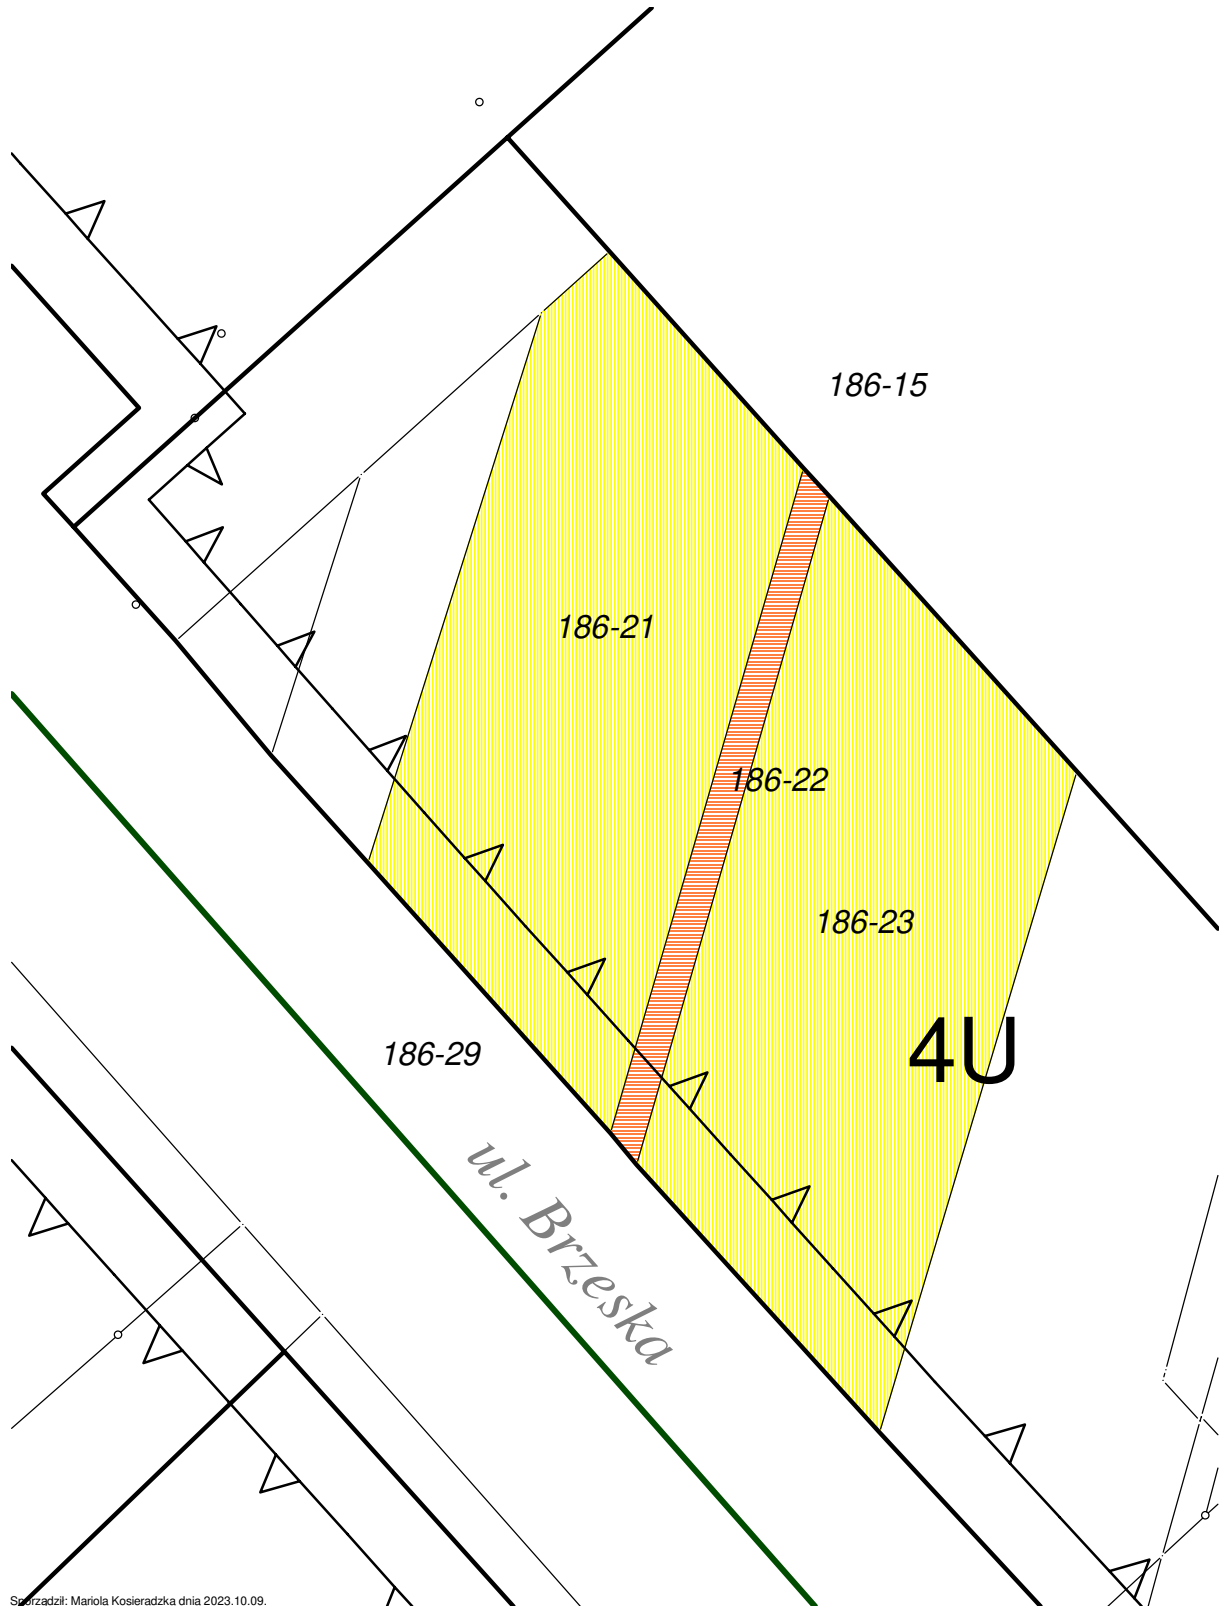 186-15
186-21
186-22
186-23
4U
186-29
ul. Brzeska
Sporządził: Mariola Kosieradzka dnia 2023.10.09.